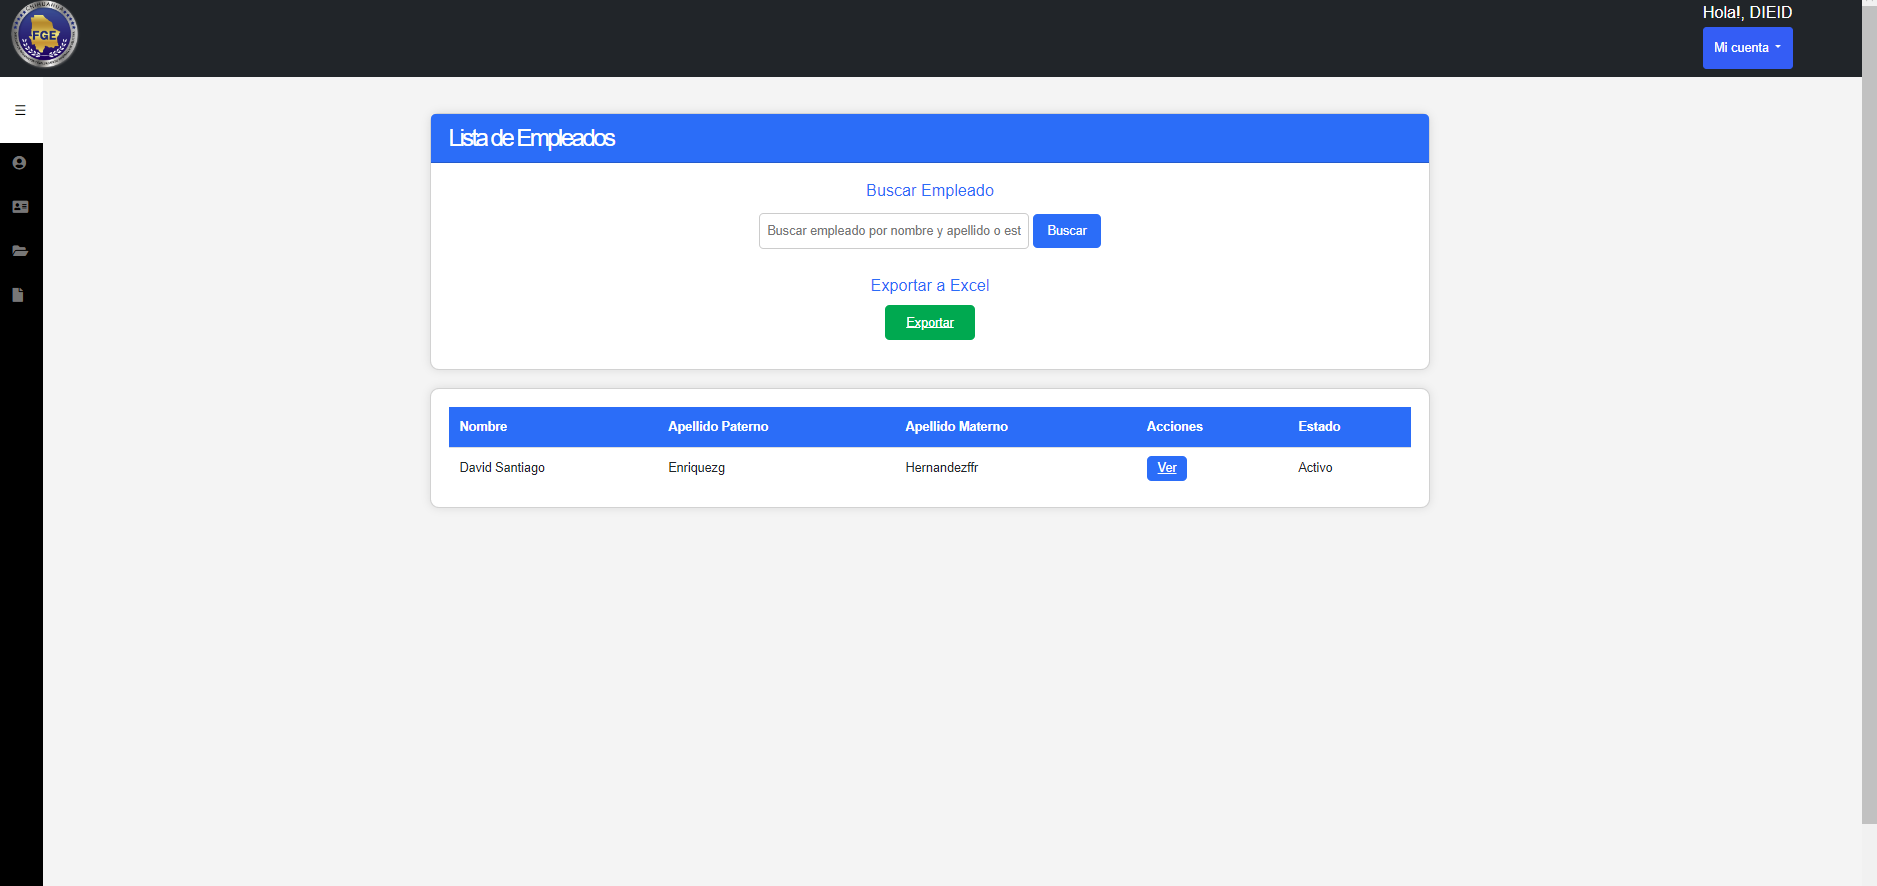 CHIHUAHUA
FGE
Hola!, DIEID
Mi cuenta
Lista de Empleados
Buscar Empleado
Buscar empleado por nombre y apellido o est
Buscar
Exportar a Excel
Exportar
Nombre Apellido Paterno Apellido Materno Acciones Estado
David Santiago Enriquezg Hernandezffr Ver Activo